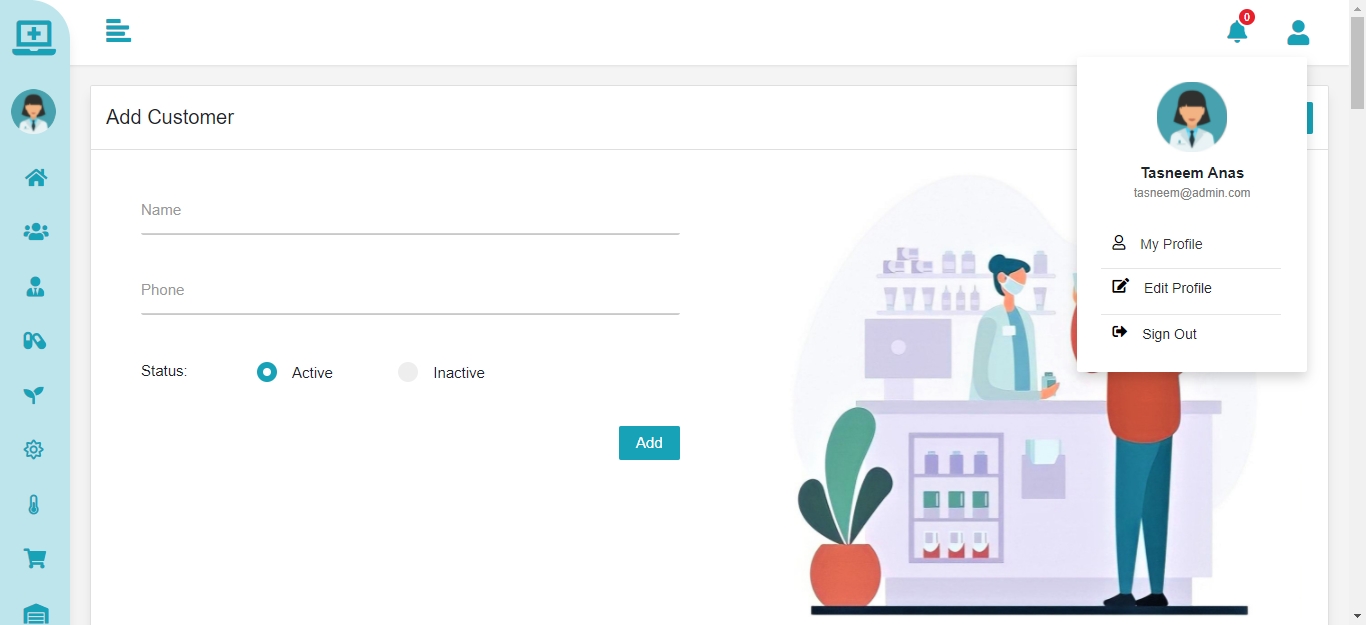 0
Add Customer
Tasneem Anas
tasneem@admin.com
My Profile
Edit Profile
Sign Out
Name
Phone
Status:
Active
Inactive
Add